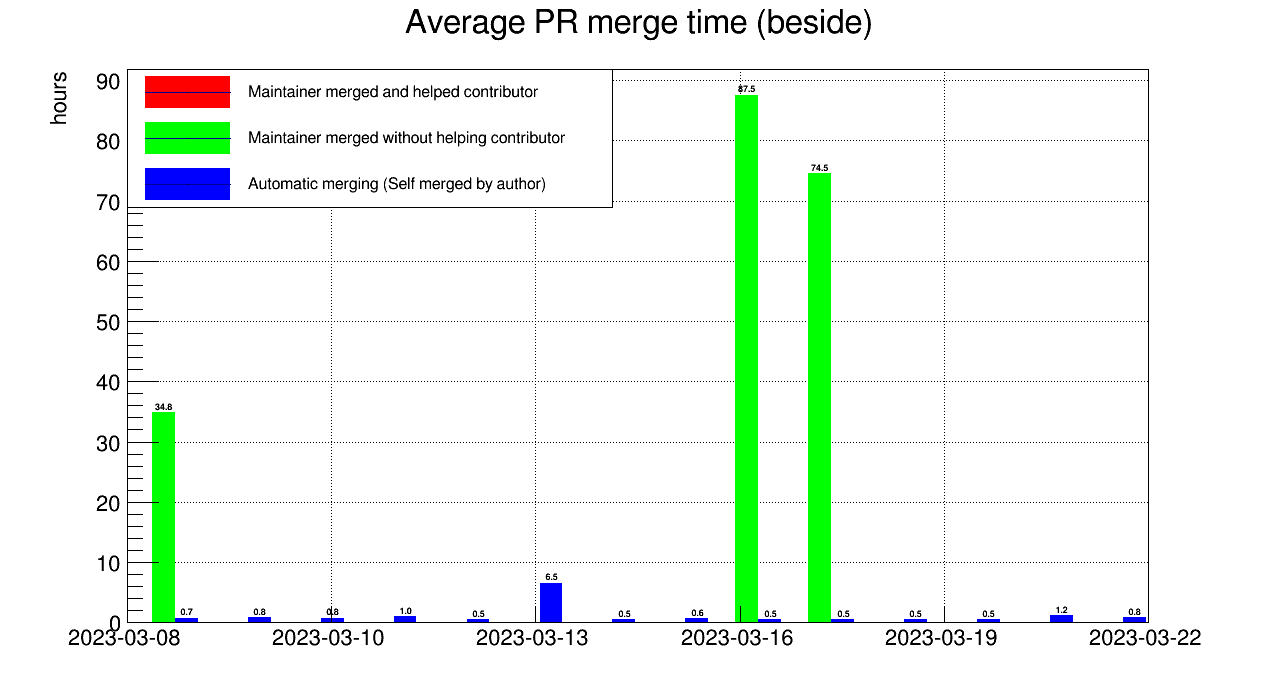 Average PR merge time (beside)
hours
Maintainer merged and helped contributor
Maintainer merged without helping contributor
Automatic merging (Self merged by author)
90
80
70
60
50
40
30
20
10
0
87.5
74.5
34.8
6.5
0.7 0.8 0.8 1.0 0.5 0.5 0.6 0.5 0.5 0.5 0.5 1.2 0.8
2023-03-08 2023-03-10 2023-03-13 2023-03-16 2023-03-19 2023-03-22